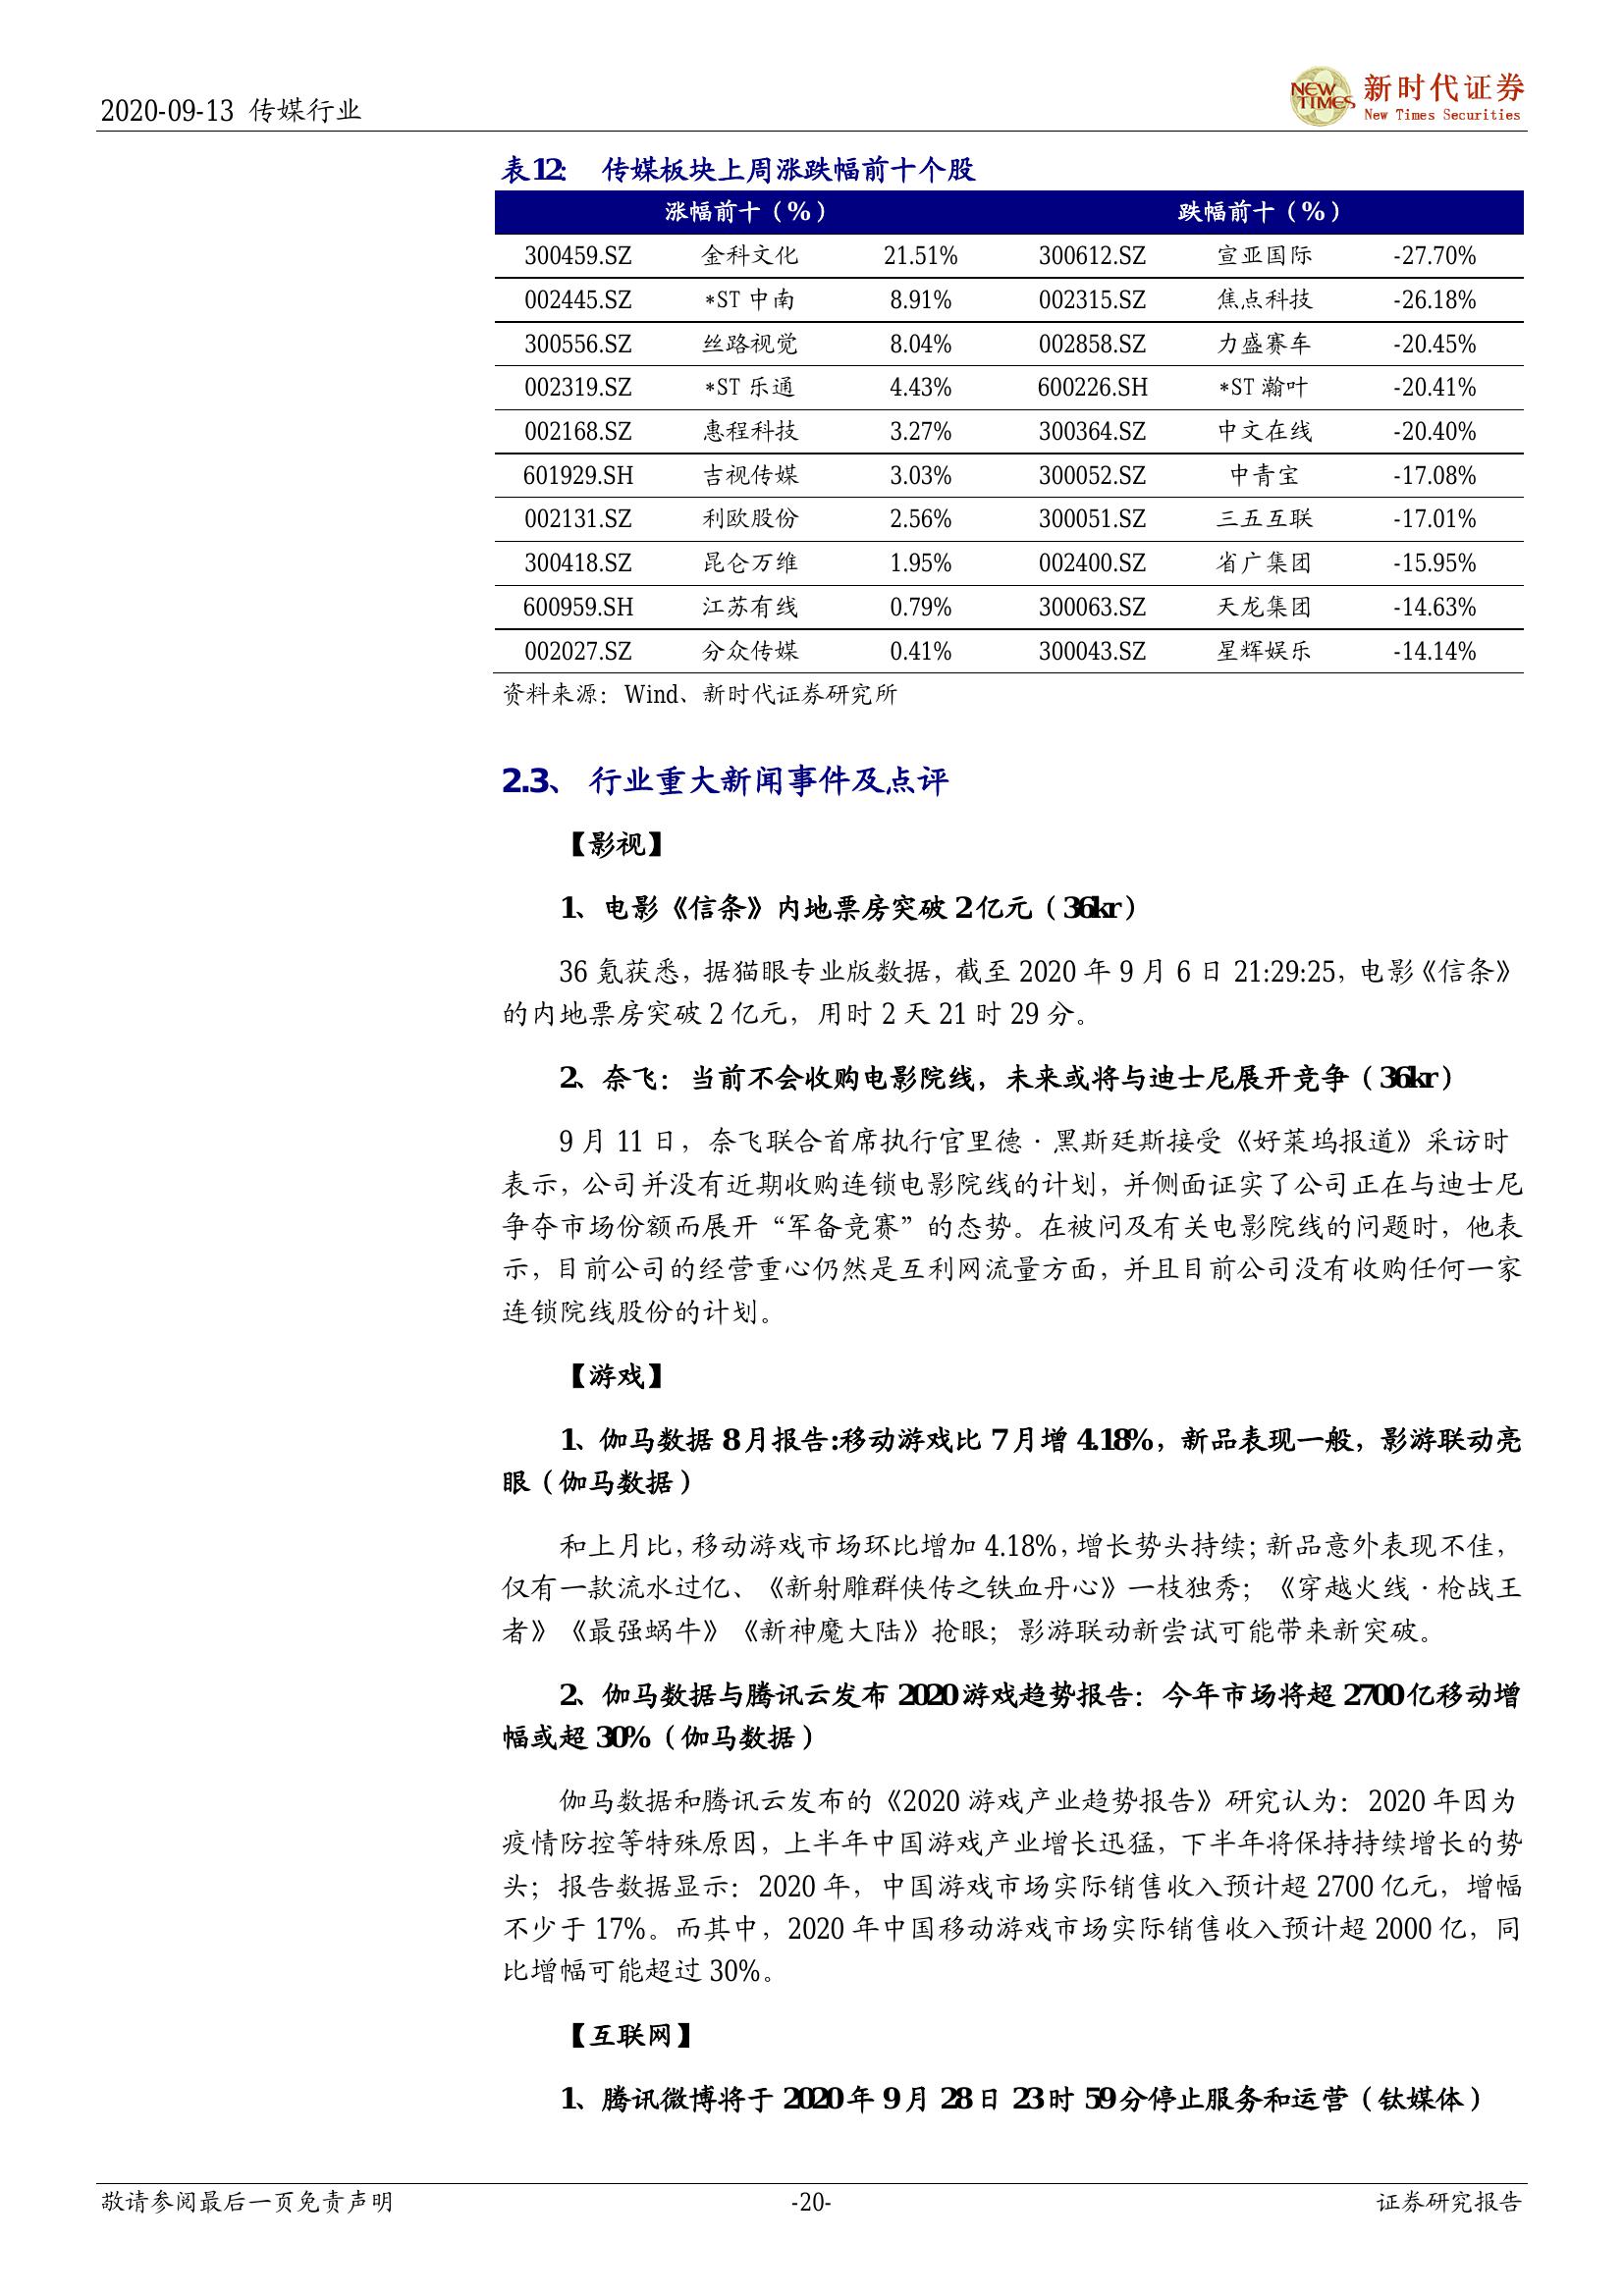 2020-09-13 传媒行业
NEW TIMES 新时代证券
New Times Securities
表12: 传媒板块上周涨跌幅前十个股
涨幅前十（%） 跌幅前十（%）
300459.SZ 金科文化 21.51% 300612.SZ 宣亚国际 -27.70%
002445.SZ *ST 中南 8.91% 002315.SZ 焦点科技 -26.18%
300556.SZ 丝路视觉 8.04% 002858.SZ 力盛赛车 -20.45%
002319.SZ *ST 乐通 4.43% 600226.SH *ST 瀚叶 -20.41%
002168.SZ 惠程科技 3.27% 300364.SZ 中文在线 -20.40%
601929.SH 吉视传媒 3.03% 300052.SZ 中青宝 -17.08%
002131.SZ 利欧股份 2.56% 300051.SZ 三五互联 -17.01%
300418.SZ 昆仑万维 1.95% 002400.SZ 省广集团 -15.95%
600959.SH 江苏有线 0.79% 300063.SZ 天龙集团 -14.63%
002027.SZ 分众传媒 0.41% 300043.SZ 星辉娱乐 -14.14%
资料来源：Wind、新时代证券研究所
2.3、 行业重大新闻事件及点评
【影视】
1、电影《信条》内地票房突破 2 亿元（36kr）
36 氪获悉，据猫眼专业版数据，截至 2020 年 9 月 6 日 21:29:25，电影《信条》
的内地票房突破 2 亿元，用时 2 天 21 时 29 分。
2、奈飞：当前不会收购电影院线，未来或将与迪士尼展开竞争（36kr）
9 月 11 日，奈飞联合首席执行官里德·黑斯廷斯接受《好莱坞报道》采访时
表示，公司并没有近期收购连锁电影院线的计划，并侧面证实了公司正在与迪士尼
争夺市场份额而展开“军备竞赛”的态势。在被问及有关电影院线的问题时，他表
示，目前公司的经营重心仍然是互利网流量方面，并且目前公司没有收购任何一家
连锁院线股份的计划。
【游戏】
1、伽马数据 8 月报告:移动游戏比 7 月增 4.18%，新品表现一般，影游联动亮
眼（伽马数据）
和上月比，移动游戏市场环比增加 4.18%，增长势头持续；新品意外表现不佳，
仅有一款流水过亿、《新射雕群侠传之铁血丹心》一枝独秀；《穿越火线·枪战王
者》《最强蜗牛》《新神魔大陆》抢眼；影游联动新尝试可能带来新突破。
2、伽马数据与腾讯云发布 2020 游戏趋势报告：今年市场将超 2700 亿移动增
幅或超 30%（伽马数据）
伽马数据和腾讯云发布的《2020 游戏产业趋势报告》研究认为：2020 年因为
疫情防控等特殊原因，上半年中国游戏产业增长迅猛，下半年将保持持续增长的势
头；报告数据显示：2020 年，中国游戏市场实际销售收入预计超 2700 亿元，增幅
不少于 17%。而其中，2020 年中国移动游戏市场实际销售收入预计超 2000 亿，同
比增幅可能超过 30%。
【互联网】
1、腾讯微博将于 2020 年 9 月 28 日 23 时 59 分停止服务和运营（钛媒体）
敬请参阅最后一页免责声明 -20- 证券研究报告